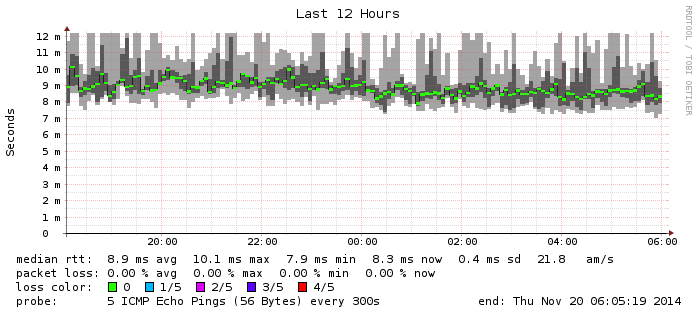 Last 12 Hours
RRDTOOL / TOBI OETIKER
Seconds
12 m
11 m
10 m
9 m
8 m
7 m
6 m
5 m
4 m
3 m
2 m
1 m
0
20:00 22:00 00:00 02:00 04:00 06:00
median rtt: 8.9 ms avg 10.1 ms max 7.9 ms min 8.3 ms now 0.4 ms sd 21.8 am/s
packet loss: 0.00 % avg 0.00 % max 0.00 % min 0.00 % now
loss color: 0 1/5 2/5 3/5 4/5
probe: 5 ICMP Echo Pings (56 Bytes) every 300s end: Thu Nov 20 06:05:19 2014